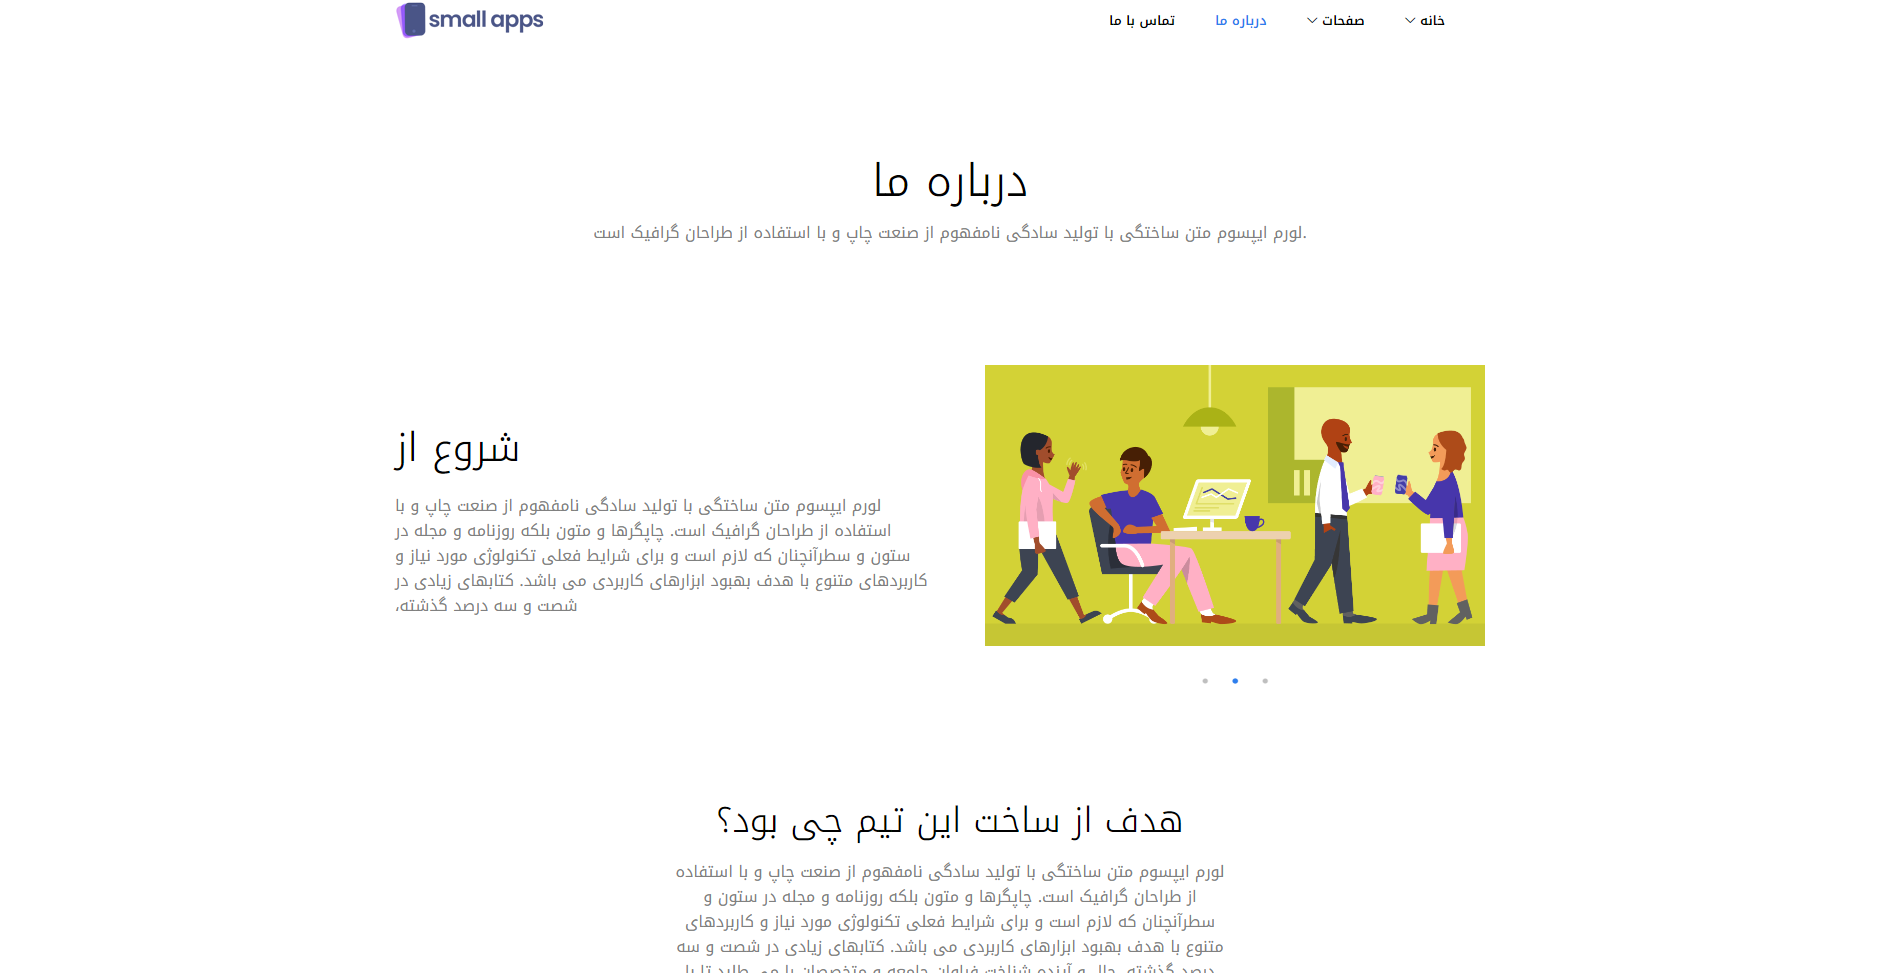 small apps
خانه
صفحات
درباره ما
تماس با ما
درباره ما
لورم ایپسوم متن ساختگی با تولید سادگی نامفهوم از صنعت چاپ و با استفاده از طراحان گرافیک است.
شروع از
لورم ایپسوم متن ساختگی با تولید سادگی نامفهوم از صنعت چاپ و با
استفاده از طراحان گرافیک است. چاپگرها و متون بلکه روزنامه و مجله در
ستون و سطرآنچنان که لازم است و برای شرایط فعلی تکنولوژی مورد نیاز و
کاربردهای متنوع با هدف بهبود ابزارهای کاربردی می باشد. کتابهای زیادی در
شصت و سه درصد گذشته،
هدف از ساخت این تیم چی بود؟
لورم ایپسوم متن ساختگی با تولید سادگی نامفهوم از صنعت چاپ و با استفاده
از طراحان گرافیک است. چاپگرها و متون بلکه روزنامه و مجله در ستون و
سطرآنچنان که لازم است و برای شرایط فعلی تکنولوژی مورد نیاز و کاربردهای
متنوع با هدف بهبود ابزارهای کاربردی می باشد. کتابهای زیادی در شصت و سه
درصد گذشته، حال و آینده شناخت فراوان جامعه و متخصصان را می طلبد تا با